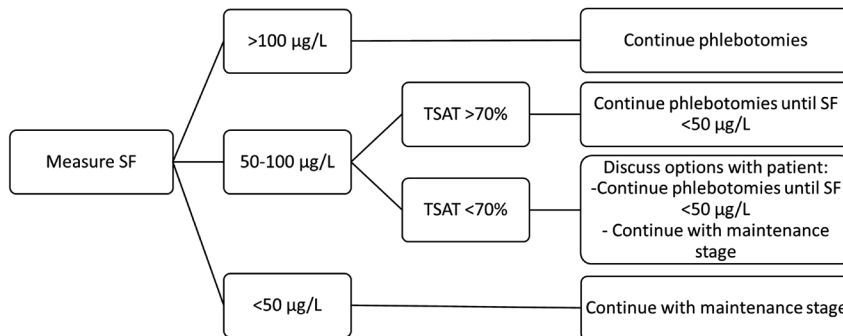 Measure SF
>100 µg/L
Continue phlebotomies
50-100 µg/L
TSAT >70%
Continue phlebotomies until SF
<50 µg/L
TSAT <70%
Discuss options with patient:
-Continue phlebotomies until SF
<50 µg/L
- Continue with maintenance
stage
<50 µg/L
Continue with maintenance stage